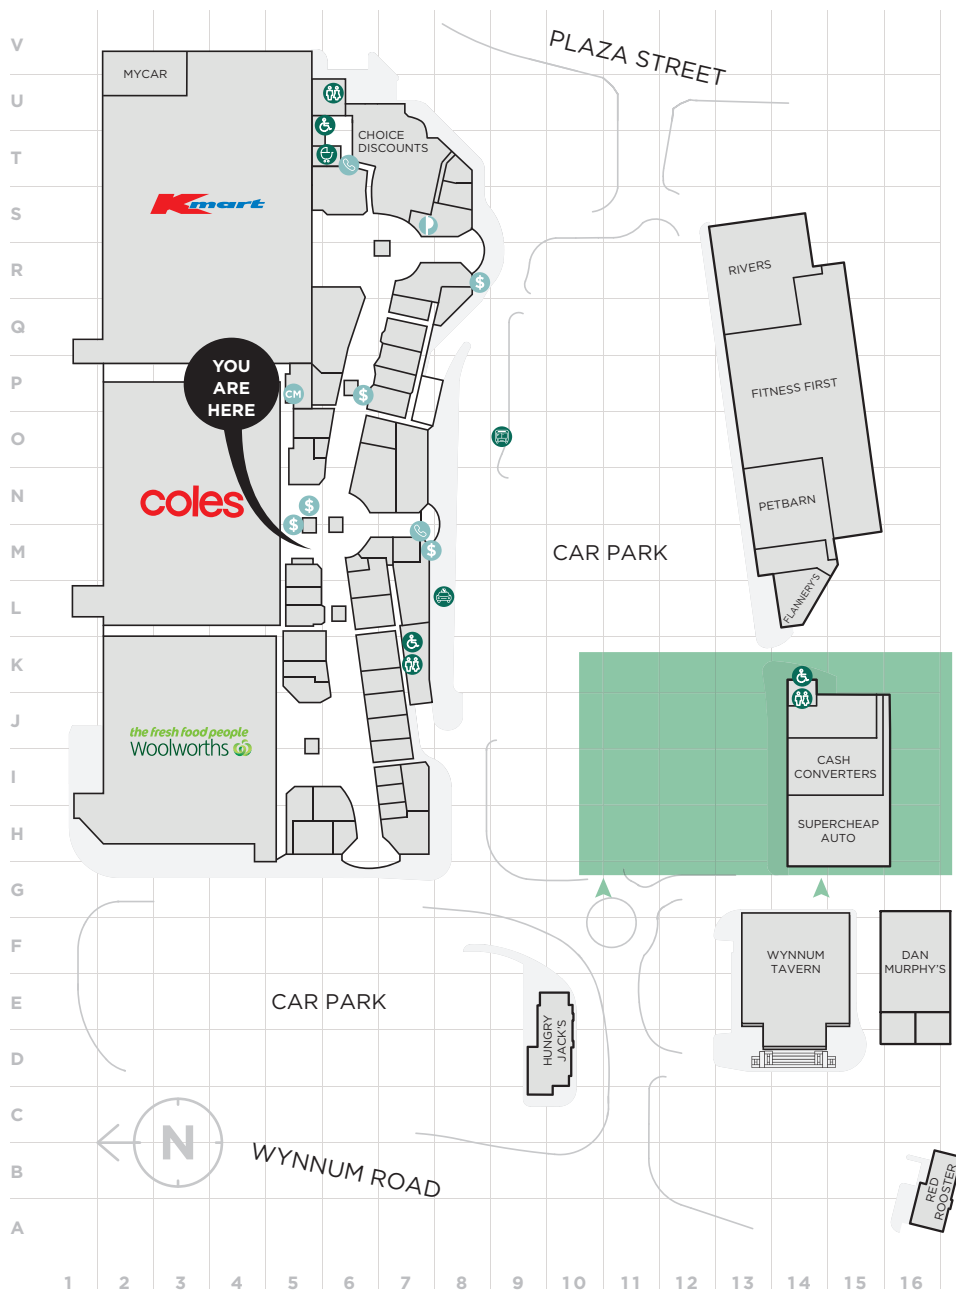 PLAZA STREET
V
U
T
S
R
Q
P
O
N
M
L
K
J
I
H
G
F
E
D
C
B
A
MYCAR
CHOICE
DISCOUNTS
Kmart
P
$
RIVERS
YOU
ARE
HERE
CM
$
FITNESS FIRST
coles
$
$
PETBARN
$
CAR PARK
FLANNERY'S
the fresh food people
Woolworths
CASH
CONVERTERS
SUPERCHEAP
AUTO
WYNNUM
TAVERN
DAN
MURPHY'S
CAR PARK
HUNGRY
JACK'S
N
WYNNUM ROAD
RED
ROOSTER
1 2 3 4 5 6 7 8 9 10 11 12 13 14 15 16